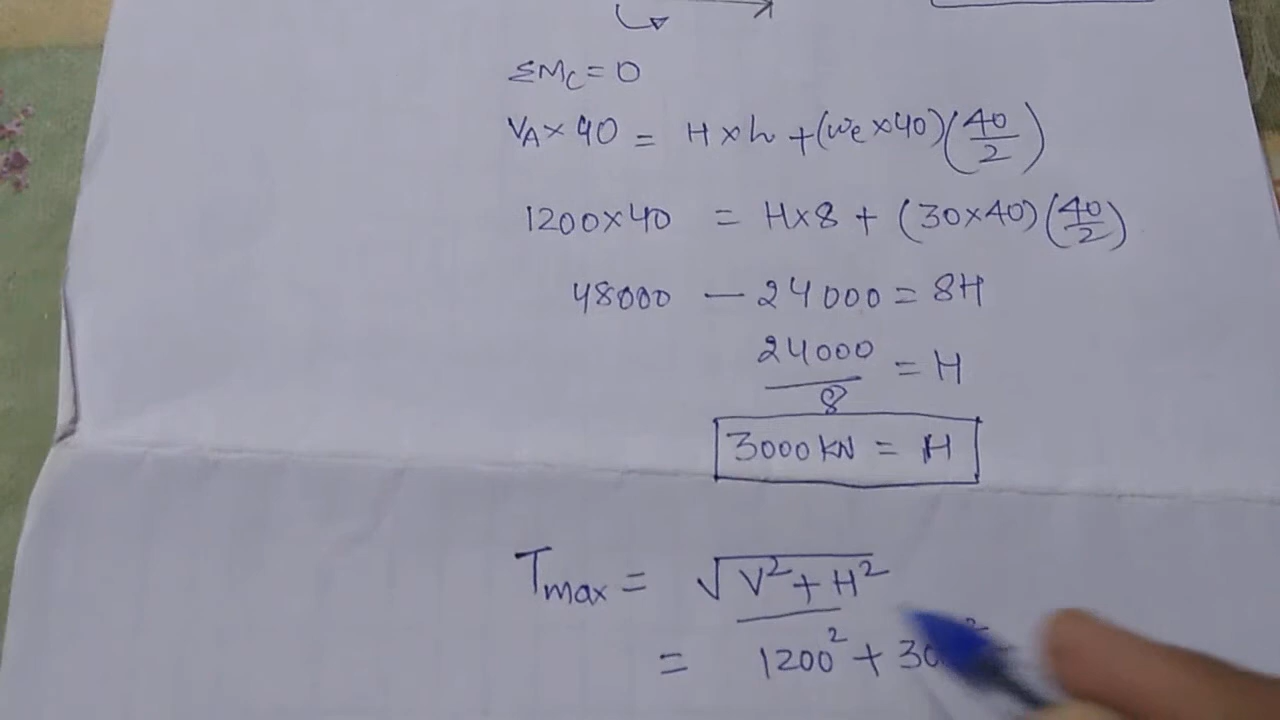 ΣM_C = 0
V_A × 40 = H × h + (w_e × 40) (40/2)
1200 × 40 = H × 8 + (30 × 40) (40/2)
48000 — 24000 = 8H
24000/8 = H
3000 KN = H
T_max = √(V² + H²)
= 1200² + 30